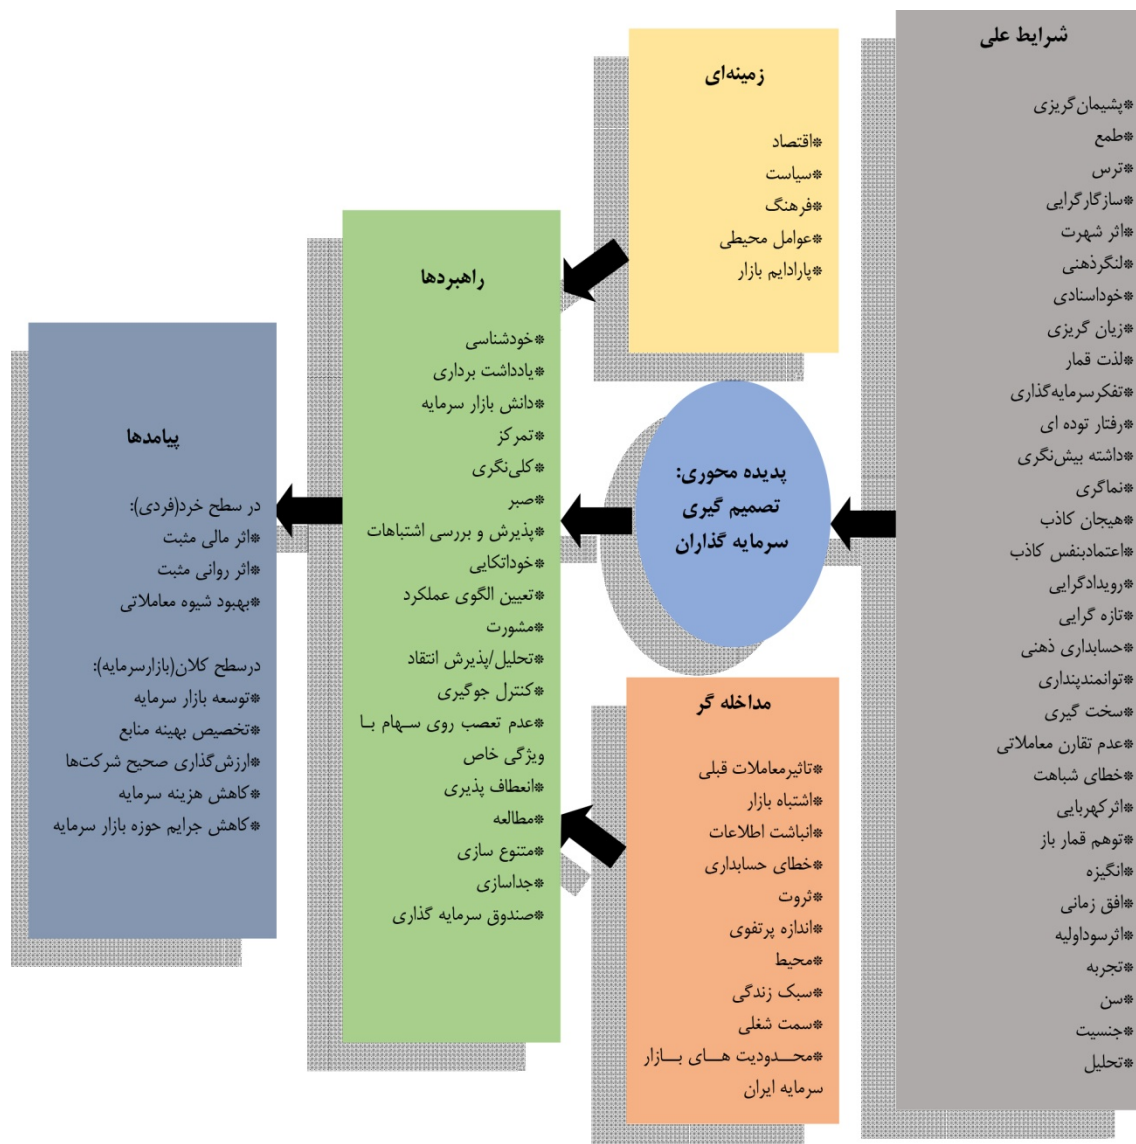 شرایط علی
*پشیمان‌گریزی
*طمع
*ترس
*سازگارگرایی
*اثر شهرت
*لنگرذهنی
*خوداسنادی
*زیان گریزی
*لذت قمار
*تفکرسرمایه‌گذاری
*رفتار توده ای
*داشته بیش‌نگری
*نماگری
*هیجان کاذب
*اعتمادبنفس کاذب
*رویدادگرایی
*تازه گرایی
*حسابداری ذهنی
*توانمندپنداری
*سخت گیری
*عدم تقارن معاملاتی
*خطای شباهت
*اثرکهربایی
*توهم قمار باز
*انگیزه
*افق زمانی
*اثرسوداولیه
*تجربه
*سن
*جنسیت
*تحلیل
زمینه‌ای
*اقتصاد
*سیاست
*فرهنگ
*عوامل محیطی
*پارادایم بازار
پدیده محوری:
تصمیم گیری
سرمایه گذاران
مداخله گر
*تاثیرمعاملات قبلی
*اشتباه بازار
*انباشت اطلاعات
*خطای حسابداری
*ثروت
*اندازه پرتفوی
*محیط
*سبک زندگی
*سمت شغلی
*محدودیت های بازار
سرمایه ایران
راهبردها
*خودشناسی
*یادداشت برداری
*دانش بازار سرمایه
*تمرکز
*کلی‌نگری
*صبر
*پذیرش و بررسی اشتباهات
*خوداتکایی
*تعیین الگوی عملکرد
*مشورت
*تحلیل/پذیرش انتقاد
*کنترل جوگیری
*عدم تعصب روی سهام با
ویژگی خاص
*انعطاف پذیری
*مطالعه
*متنوع سازی
*جداسازی
*صندوق سرمایه گذاری
پیامدها
در سطح خرد(فردی):
*اثر مالی مثبت
*اثر روانی مثبت
*بهبود شیوه معاملاتی
درسطح کلان(بازارسرمایه):
*توسعه بازار سرمایه
*تخصیص بهینه منابع
*ارزش‌گذاری صحیح شرکت‌ها
*کاهش هزینه سرمایه
*کاهش جرایم حوزه بازار سرمایه